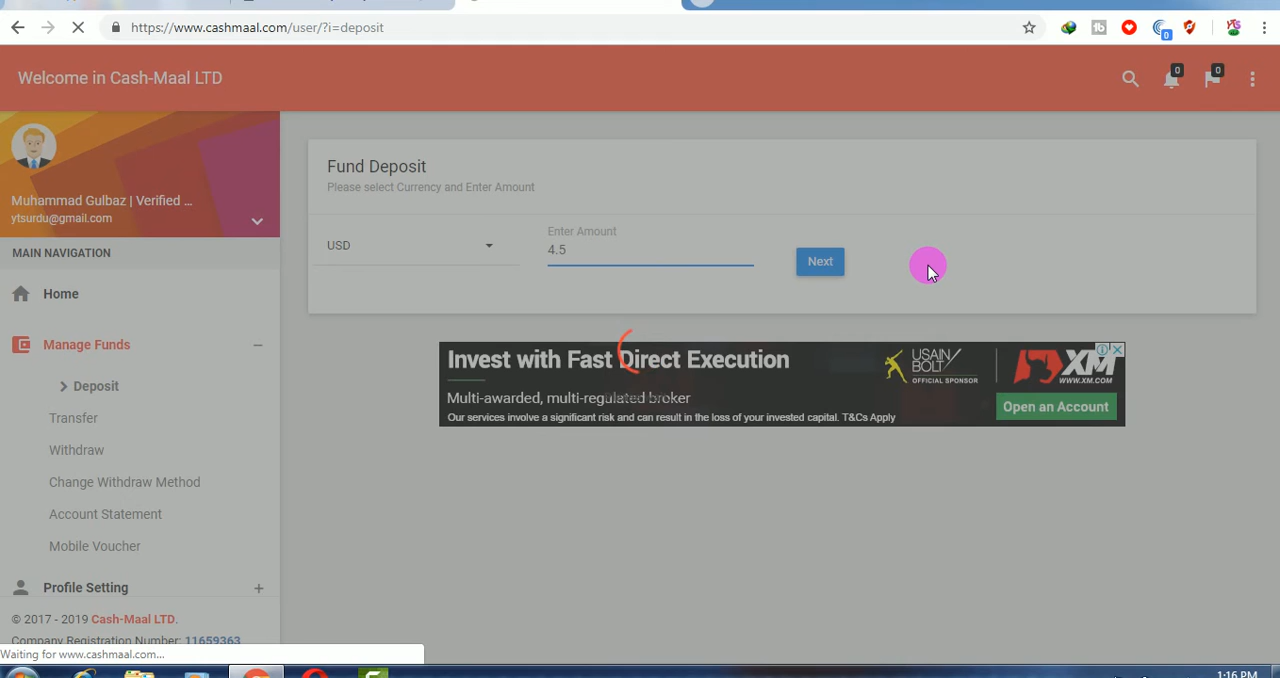 https://www.cashmaal.com/user/?i=deposit
0
Welcome in Cash-Maal LTD
0
0
Muhammad Gulbaz | Verified ...
ytsurdu@gmail.com
MAIN NAVIGATION
Home
Manage Funds
Deposit
Transfer
Withdraw
Change Withdraw Method
Account Statement
Mobile Voucher
Profile Setting
© 2017 - 2019 Cash-Maal LTD.
Company Registration Number: 11659363
Fund Deposit
Please select Currency and Enter Amount
USD
Enter Amount
4.5
Next
Invest with Fast Direct Execution
Multi-awarded, multi-regulated broker
Our services involve a significant risk and can result in the loss of your invested capital. T&Cs Apply
USAIN
BOLT
OFFICIAL SPONSOR
XM
WWW.XM.COM
Open an Account
Waiting for www.cashmaal.com...
1:16 PM